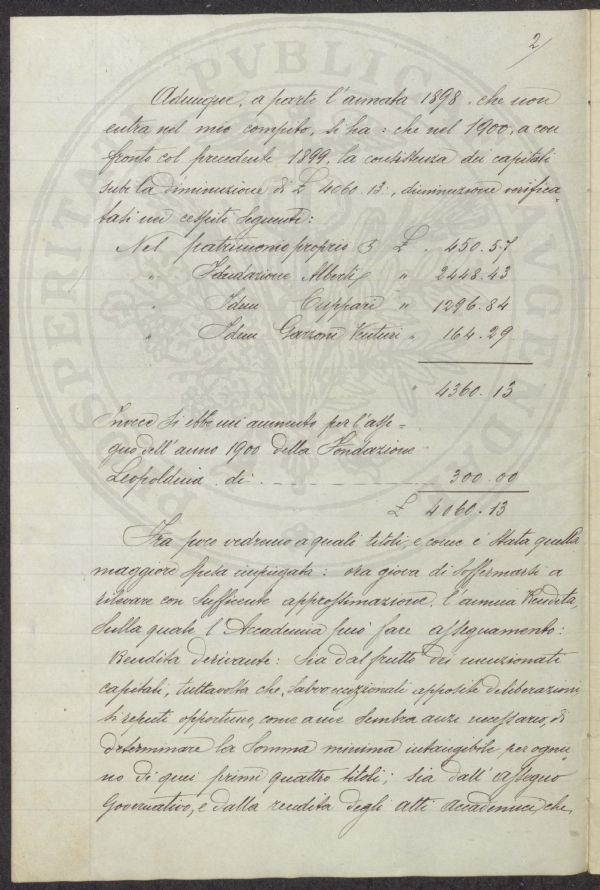 2/
Adunque, a parte l'annata 1898, che non
entra nel mio compito, si ha: che nel 1900, a con
fronto col precedente 1899, la consistenza dei capitali
subì la diminuzione di £ 4060.13:, diminuzione verifica-
tasi nei cespiti seguenti:
Nel patrimonio proprio £ 450.57
" Fondazione Alberti " 2448.43
" Idem Cuppari " 1296.84
" Idem Garzoni Venturi " 164.29
" 4360.13
Invece si ebbe un aumento per l'asse=
gno dell'anno 1900 della Fondazione
Leopoldina di 300.00
£ 4060.13
Fra poco vedremo a quali titoli, e come è stata quella
maggiore spesa impiegata: ora giova di soffermarsi a
rilevare con sufficente approssimazione, l'annua Rendita,
sulla quale l'Accademia può fare assegnamento:
Rendita derivante: sia dal frutto dei menzionati
capitali, tuttavolta che, salvo eccezionali apposite deliberazioni,
si reputi opportuno, come a me sembra anzi necessario, di
determinare la somma minima intangibile per ognu
no di quei primi quattro titoli; sia dall'assegno
Governativo, e dalla rendita degli atti accademici, che,
PROSPERITATI PVBLICAE AVGENDAE